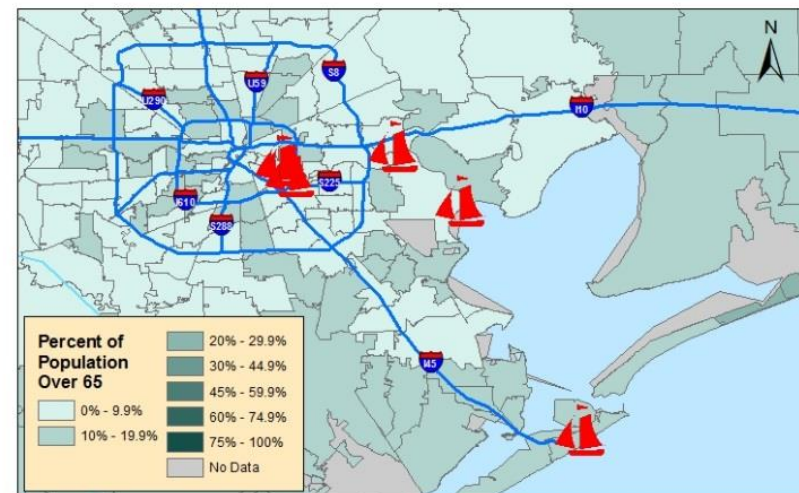 N
U59
S8
U290
I10
S225
I610
S288
I45
Percent of
Population
Over 65
0% - 9.9%
10% - 19.9%
20% - 29.9%
30% - 44.9%
45% - 59.9%
60% - 74.9%
75% - 100%
No Data